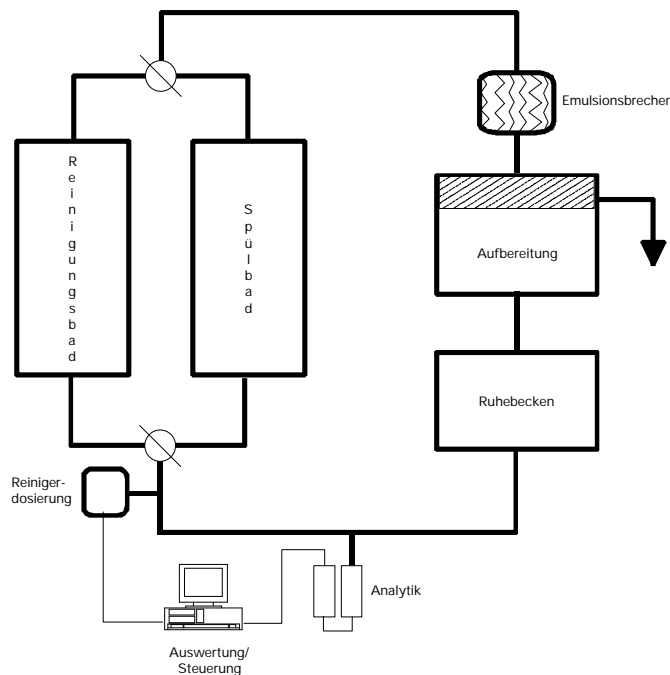 Emulsionsbrecher
Reinigungsbad
Spülbad
Aufbereitung
Ruhebecken
Reiniger-
dosierung
Analytik
Auswertung/
Steuerung